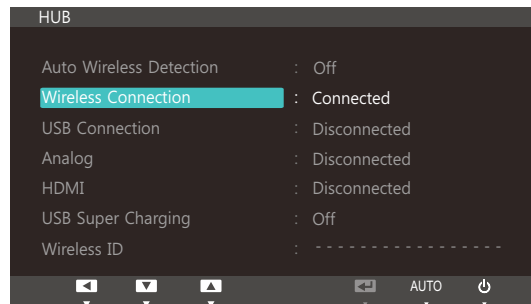 HUB
Auto Wireless Detection : Off
Wireless Connection : Connected
USB Connection : Disconnected
Analog : Disconnected
HDMI : Disconnected
USB Super Charging : Off
Wireless ID : - - - - - - - - - - - - - - - - - -
AUTO